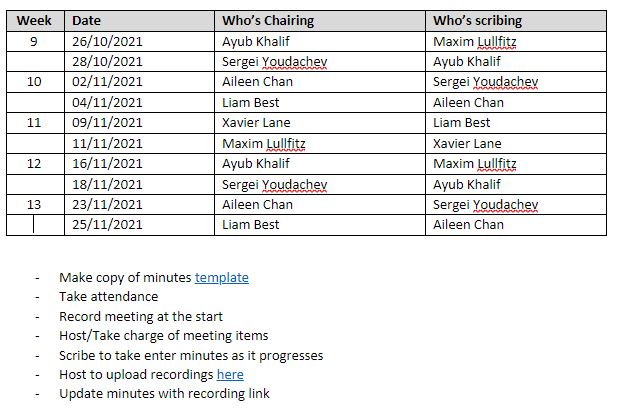 Week Date Who's Chairing Who's scribing
9 26/10/2021 Ayub Khalif Maxim Lullfitz
28/10/2021 Sergei Youdachev Ayub Khalif
10 02/11/2021 Aileen Chan Sergei Youdachev
04/11/2021 Liam Best Aileen Chan
11 09/11/2021 Xavier Lane Liam Best
11/11/2021 Maxim Lullfitz Xavier Lane
12 16/11/2021 Ayub Khalif Maxim Lullfitz
18/11/2021 Sergei Youdachev Ayub Khalif
13 23/11/2021 Aileen Chan Sergei Youdachev
25/11/2021 Liam Best Aileen Chan
- Make copy of minutes template
- Take attendance
- Record meeting at the start
- Host/Take charge of meeting items
- Scribe to take enter minutes as it progresses
- Host to upload recordings here
- Update minutes with recording link